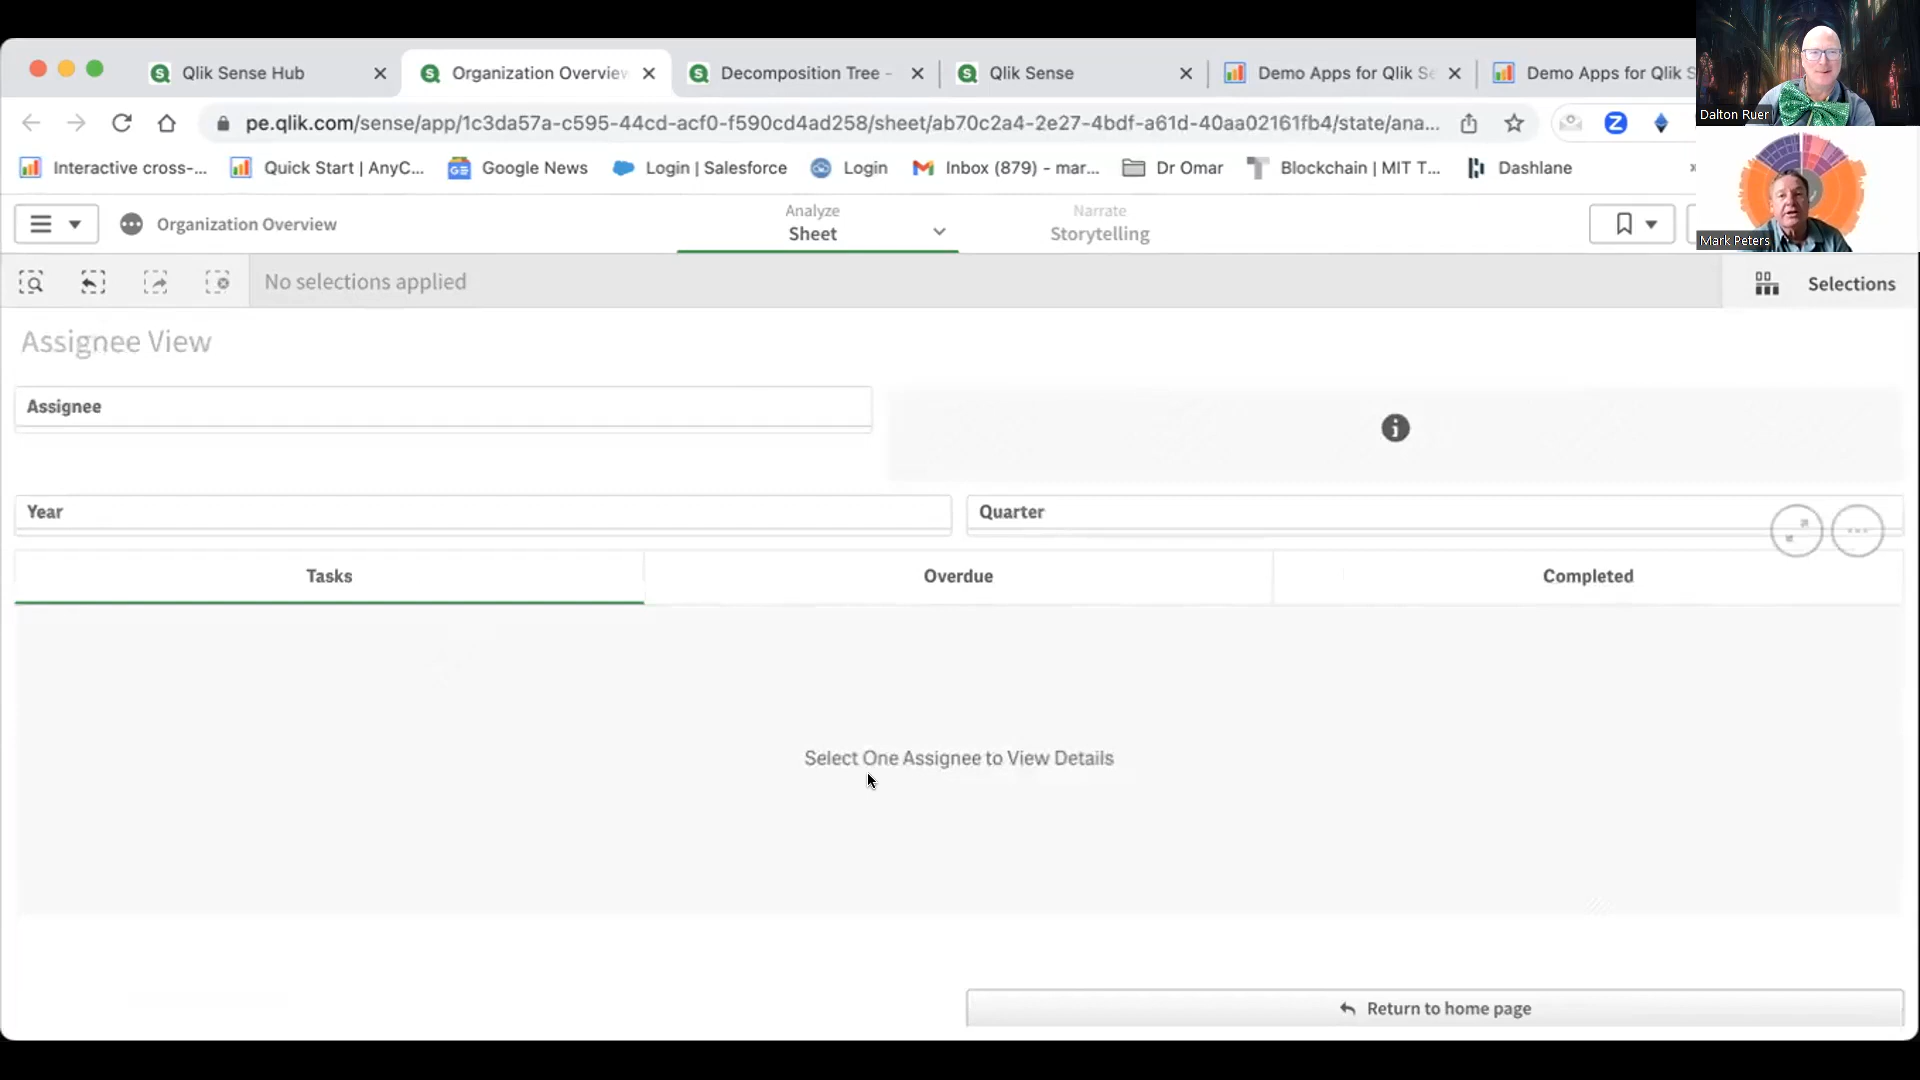 Qlik Sense Hub
Organization Overview
Decomposition Tree -
Qlik Sense
Demo Apps for Qlik Se
Demo Apps for Qlik S
Dalton Ruer
pe.qlik.com/sense/app/1c3da57a-c595-44cd-acf0-f590cd4ad258/sheet/ab70c2a4-2e27-4bdf-a61d-40aa02161fb4/state/ana...
Interactive cross-...
Quick Start | AnyC...
Google News
Login | Salesforce
Login
Inbox (879) - mar...
Dr Omar
Blockchain | MIT T...
Dashlane
»
Mark Peters
Organization Overview
Analyze
Sheet
Narrate
Storytelling
No selections applied
Selections
Assignee View
Assignee
Year
Quarter
Tasks
Overdue
Completed
Select One Assignee to View Details
Return to home page